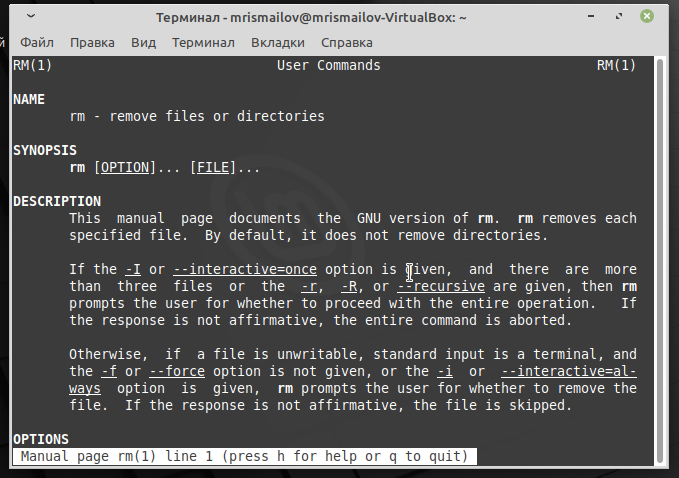 Терминал - mrismailov@mrismailov-VirtualBox: ~
Файл Правка Вид Терминал Вкладки Справка
RM(1) User Commands RM(1)
NAME
rm - remove files or directories
SYNOPSIS
rm [OPTION]... [FILE]...
DESCRIPTION
This manual page documents the GNU version of rm. rm removes each
specified file. By default, it does not remove directories.
If the -I or --interactive=once option is given, and there are more
than three files or the -r, -R, or --recursive are given, then rm
prompts the user for whether to proceed with the entire operation. If
the response is not affirmative, the entire command is aborted.
Otherwise, if a file is unwritable, standard input is a terminal, and
the -f or --force option is not given, or the -i or --interactive=al-
ways option is given, rm prompts the user for whether to remove the
file. If the response is not affirmative, the file is skipped.
OPTIONS
Manual page rm(1) line 1 (press h for help or q to quit)